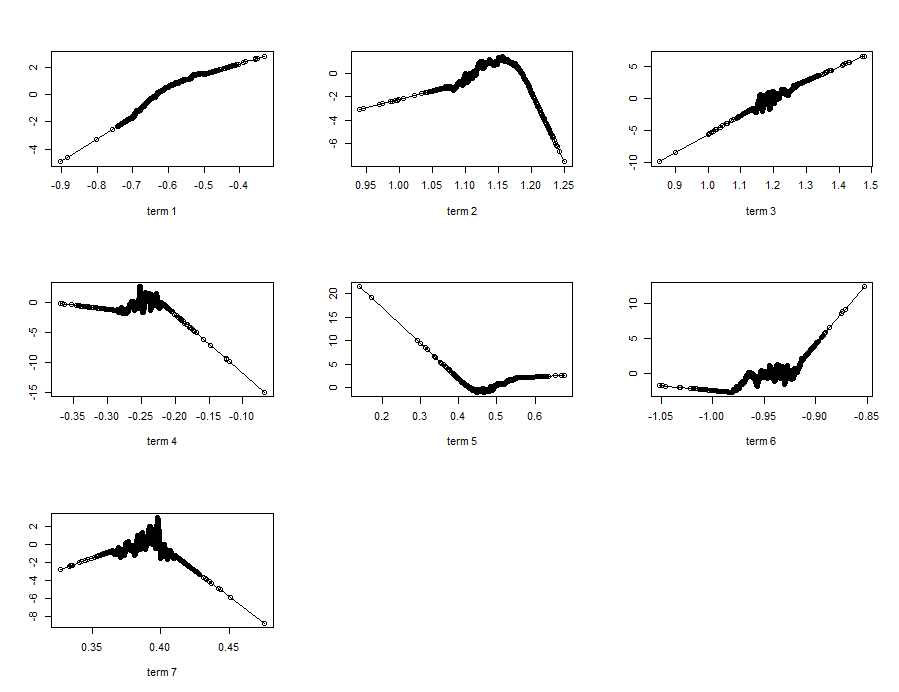 2
0
-2
-4
-0.9 -0.8 -0.7 -0.6 -0.5 -0.4
term 1
0
-2
-4
-6
0.95 1.00 1.05 1.10 1.15 1.20 1.25
term 2
5
0
-5
-10
0.9 1.0 1.1 1.2 1.3 1.4 1.5
term 3
0
-5
-10
-15
-0.35 -0.30 -0.25 -0.20 -0.15 -0.10
term 4
20
15
10
5
0
0.2 0.3 0.4 0.5 0.6
term 5
10
5
0
-1.05 -1.00 -0.95 -0.90 -0.85
term 6
2
0
-2
-4
-6
-8
0.35 0.40 0.45
term 7